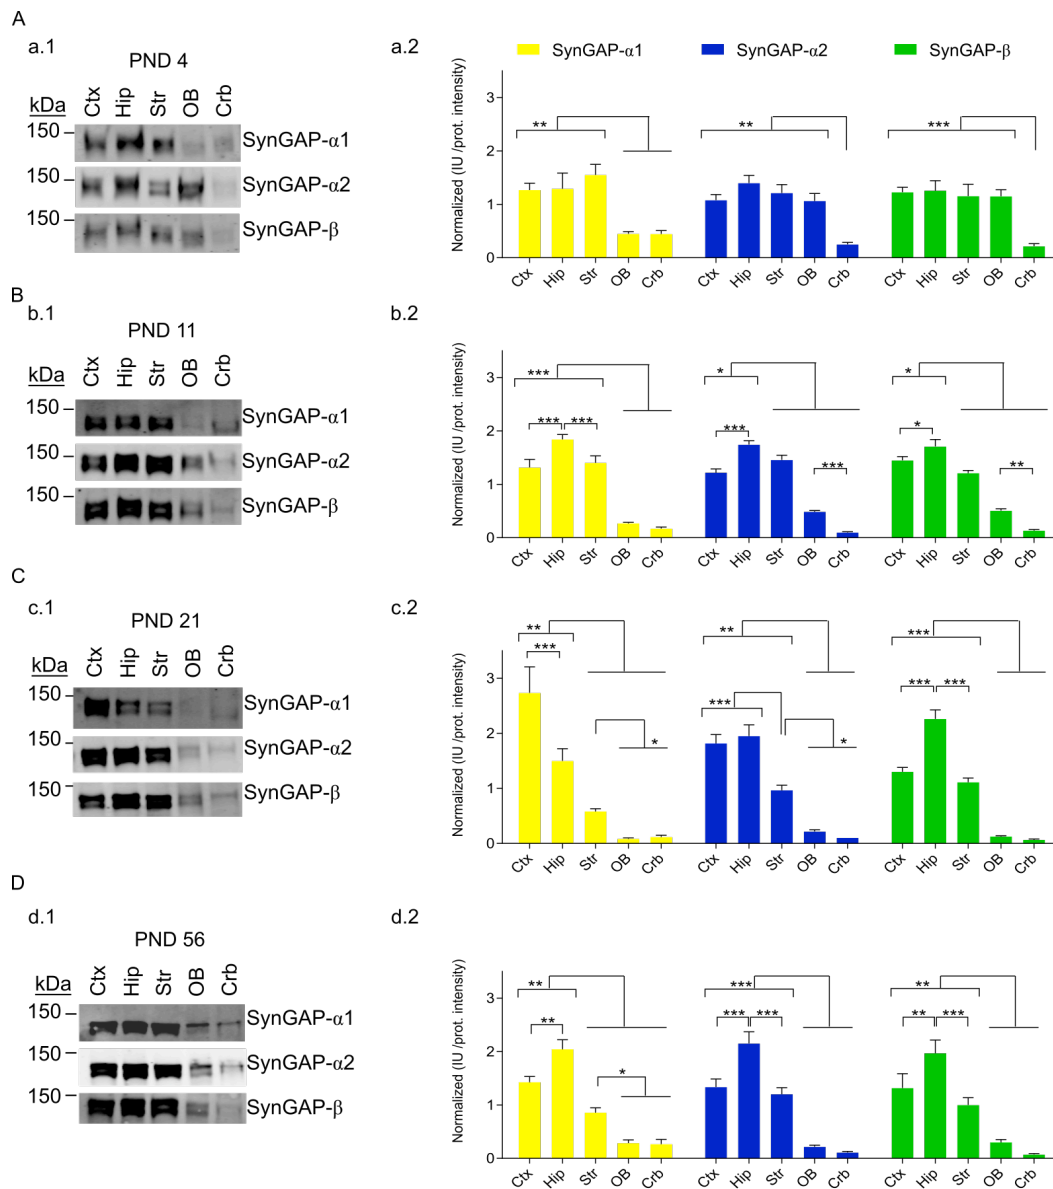 A
a.1
PND 4
kDa
Ctx Hip Str OB Crb
150
SynGAP-α1
150
SynGAP-α2
150
SynGAP-β
a.2
SynGAP-α1 SynGAP-α2 SynGAP-β
Normalized (IU /prot. intensity)
3
2
1
0
** ** ***
Ctx Hip Str OB Crb Ctx Hip Str OB Crb Ctx Hip Str OB Crb
B
b.1
PND 11
kDa
Ctx Hip Str OB Crb
150
SynGAP-α1
150
SynGAP-α2
150
SynGAP-β
b.2
Normalized (IU /prot. intensity)
3
2
1
0
*** * *
*** *** *** *
*** **
Ctx Hip Str OB Crb Ctx Hip Str OB Crb Ctx Hip Str OB Crb
C
c.1
PND 21
kDa
Ctx Hip Str OB Crb
150
SynGAP-α1
150
SynGAP-α2
150
SynGAP-β
c.2
Normalized (IU /prot. intensity)
3
2
1
0
** ** ***
*** *** *** ***
* *
Ctx Hip Str OB Crb Ctx Hip Str OB Crb Ctx Hip Str OB Crb
D
d.1
PND 56
kDa
Ctx Hip Str OB Crb
150
SynGAP-α1
150
SynGAP-α2
150
SynGAP-β
d.2
Normalized (IU /prot. intensity)
3
2
1
0
** *** **
** *** *** ** ***
*
Ctx Hip Str OB Crb Ctx Hip Str OB Crb Ctx Hip Str OB Crb